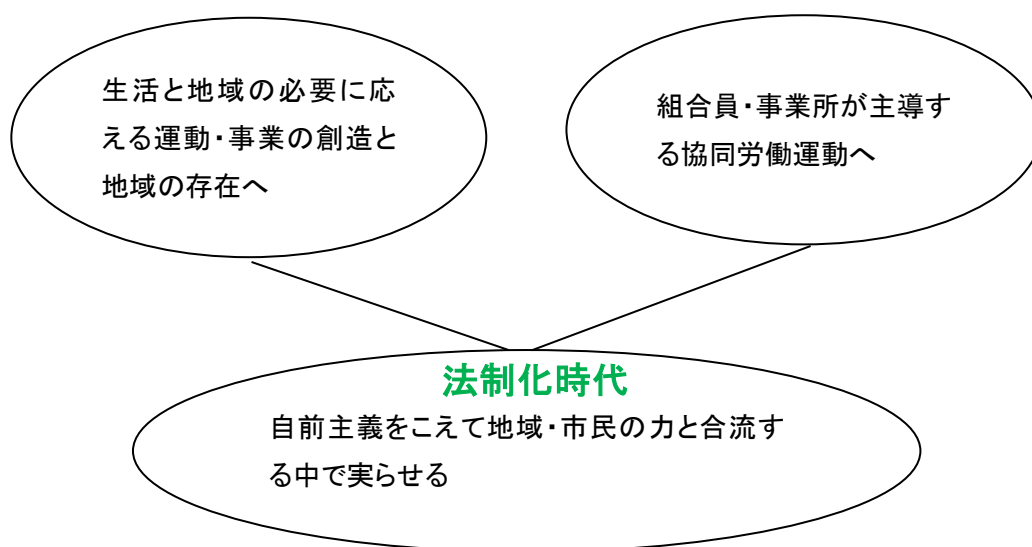 生活と地域の必要に応
える運動・事業の創造と
地域の存在へ
組合員・事業所が主導す
る協同労働運動へ
法制化時代
自前主義をこえて地域・市民の力と合流す
る中で実らせる